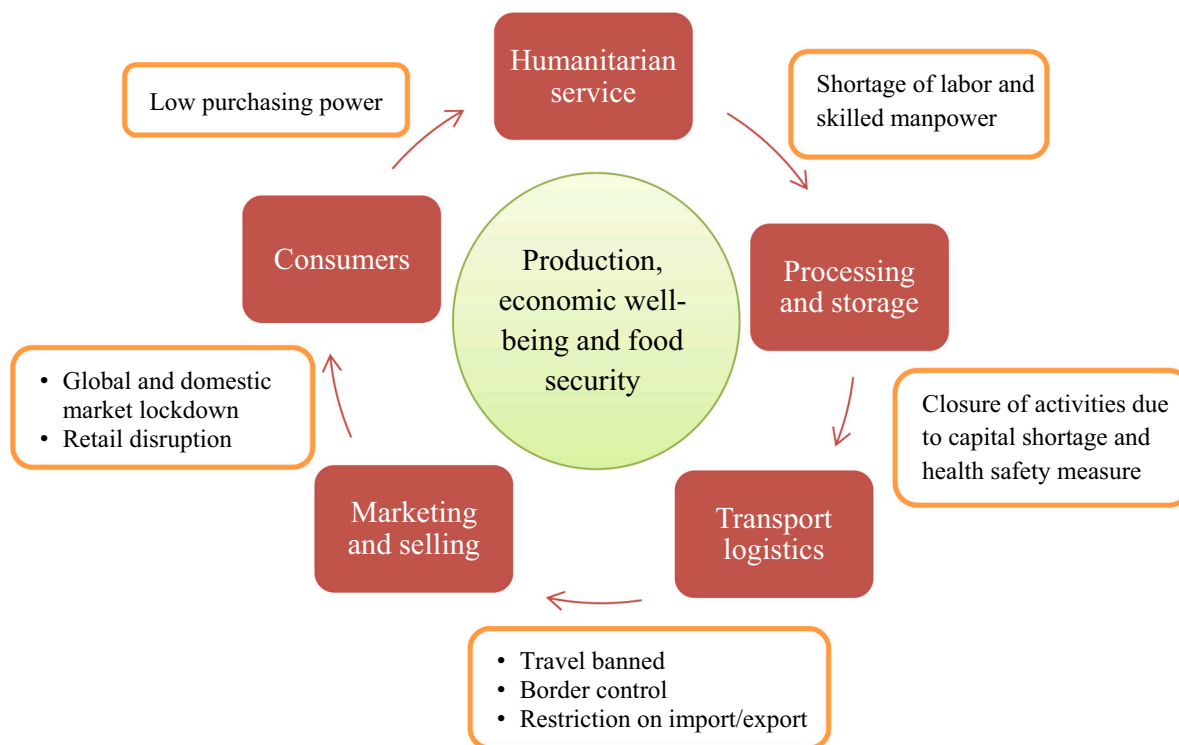 Humanitarian
service
Low purchasing power
Shortage of labor and
skilled manpower
Consumers
Production,
economic well-
being and food
security
Processing
and storage
• Global and domestic
market lockdown
• Retail disruption
Closure of activities due
to capital shortage and
health safety measure
Marketing
and selling
Transport
logistics
• Travel banned
• Border control
• Restriction on import/export